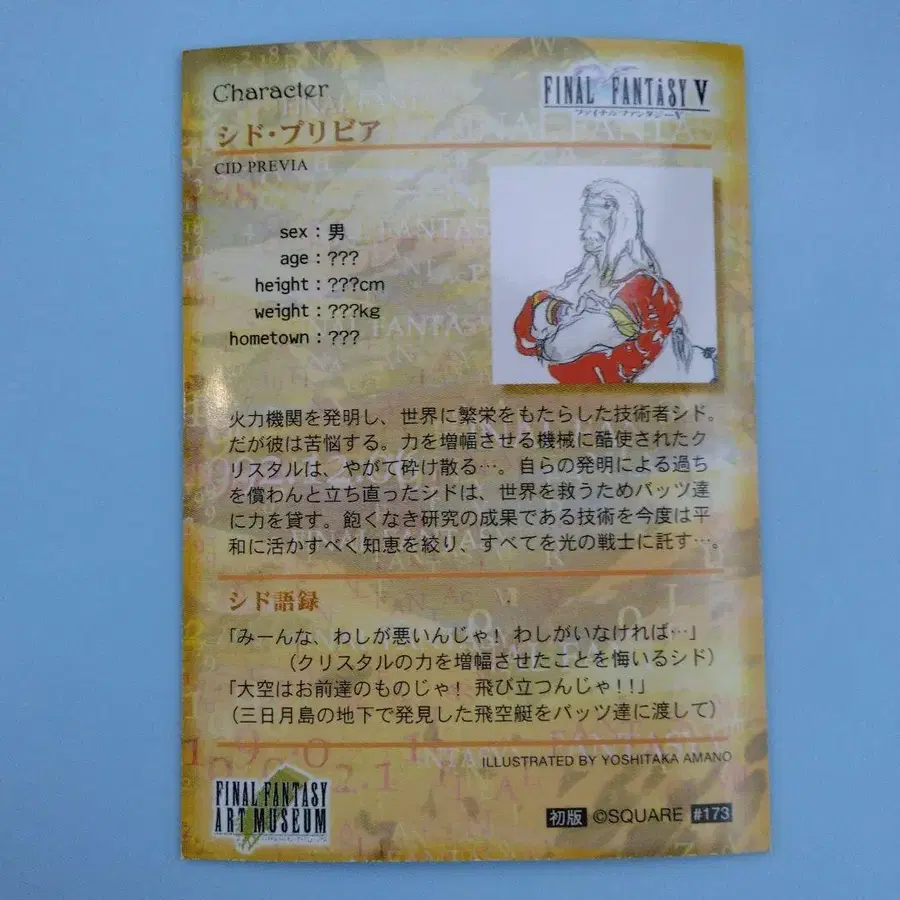 Character
FINAL FANTASY V
ファイナルファンタジーV
シド・プリビア
CID PREVIA
sex：男
age：???
height：???cm
weight：???kg
hometown：???
火力機関を発明し、世界に繁栄をもたらした技術者シド。
だが彼は苦悩する。力を増幅させる機械に酷使されたク
リスタルは、やがて砕け散る…。自らの発明による過ち
を償わんと立ち直ったシドは、世界を救うためバッツ達
に力を貸す。飽くなき研究の成果である技術を今度は平
和に活かすべく知恵を絞り、すべてを光の戦士に託す…。
シド語録
「みーんな、わしが悪いんじゃ！ わしがいなければ…」
（クリスタルの力を増幅させたことを悔いるシド）
「大空はお前達のものじゃ！ 飛び立つんじゃ！！」
（三日月島の地下で発見した飛空艇をバッツ達に渡して）
ILLUSTRATED BY YOSHITAKA AMANO
FINAL FANTASY
ART MUSEUM
初版 ©SQUARE #173